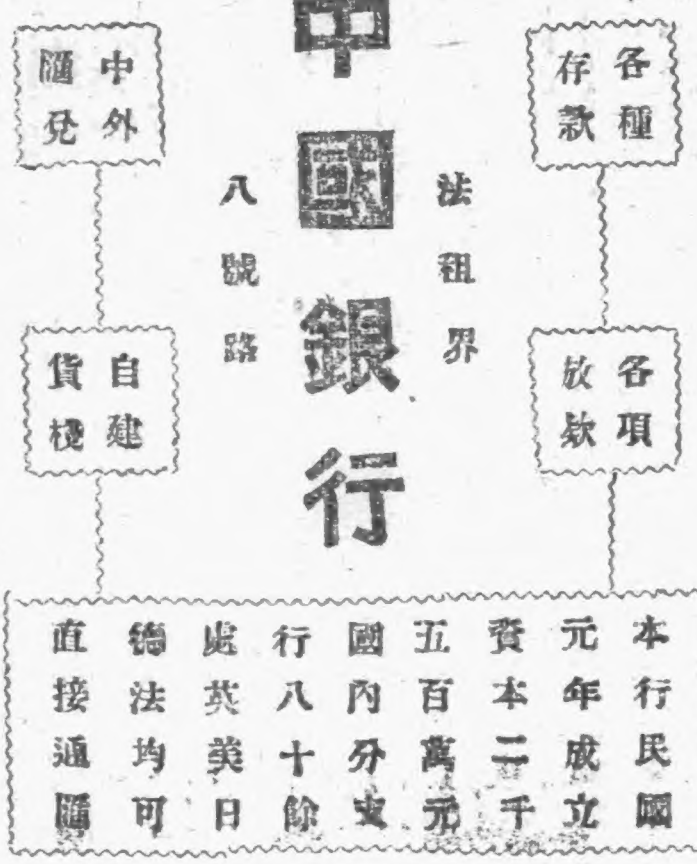 各種
存款
各項
放款
法租界
中國銀行
八號路
中外
匯兌
自建
貨棧
本行民國
元年成立
資本二千
五百萬元
國內分支
行八十餘
處英美日
德法均可
直接通匯